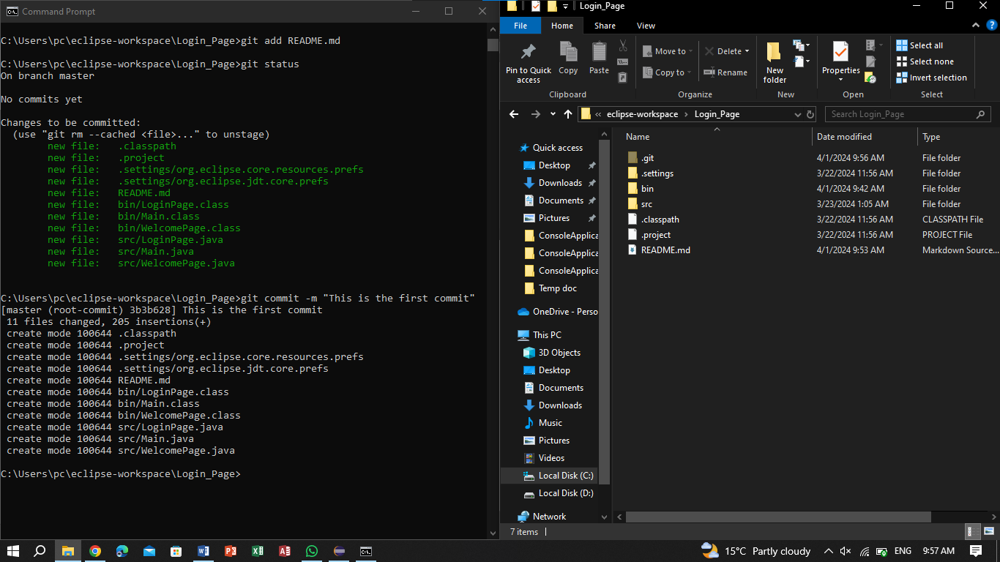 Command Prompt
C:\Users\pc\eclipse-workspace\Login_Page>git add README.md
C:\Users\pc\eclipse-workspace\Login_Page>git status
On branch master
No commits yet
Changes to be committed:
  (use "git rm --cached <file>..." to unstage)
        new file:   .classpath
        new file:   .project
        new file:   .settings/org.eclipse.core.resources.prefs
        new file:   .settings/org.eclipse.jdt.core.prefs
        new file:   README.md
        new file:   bin/LoginPage.class
        new file:   bin/Main.class
        new file:   bin/WelcomePage.class
        new file:   src/LoginPage.java
        new file:   src/Main.java
        new file:   src/WelcomePage.java
C:\Users\pc\eclipse-workspace\Login_Page>git commit -m "This is the first commit"
[master (root-commit) 3b3b628] This is the first commit
 11 files changed, 205 insertions(+)
 create mode 100644 .classpath
 create mode 100644 .project
 create mode 100644 .settings/org.eclipse.core.resources.prefs
 create mode 100644 .settings/org.eclipse.jdt.core.prefs
 create mode 100644 README.md
 create mode 100644 bin/LoginPage.class
 create mode 100644 bin/Main.class
 create mode 100644 bin/WelcomePage.class
 create mode 100644 src/LoginPage.java
 create mode 100644 src/Main.java
 create mode 100644 src/WelcomePage.java
C:\Users\pc\eclipse-workspace\Login_Page>
Login_Page
File Home Share View
Pin to Quick access
Copy
Paste
Move to
Copy to
Delete
Rename
New folder
Properties
Select all
Select none
Invert selection
Clipboard Organize New Open Select
« eclipse-workspace › Login_Page
Search Login_Page
Quick access
Desktop
Downloads
Documents
Pictures
ConsoleApplica
ConsoleApplica
ConsoleApplica
Temp doc
OneDrive - Perso
This PC
3D Objects
Desktop
Documents
Downloads
Music
Pictures
Videos
Local Disk (C:)
Local Disk (D:)
Network
Name Date modified Type
.git 4/1/2024 9:56 AM File folder
.settings 3/22/2024 11:56 AM File folder
bin 4/1/2024 9:42 AM File folder
src 3/23/2024 1:05 AM File folder
.classpath 3/22/2024 11:56 AM CLASSPATH File
.project 3/22/2024 11:56 AM PROJECT File
README.md 4/1/2024 9:53 AM Markdown Source...
7 items
15°C Partly cloudy ENG 9:57 AM